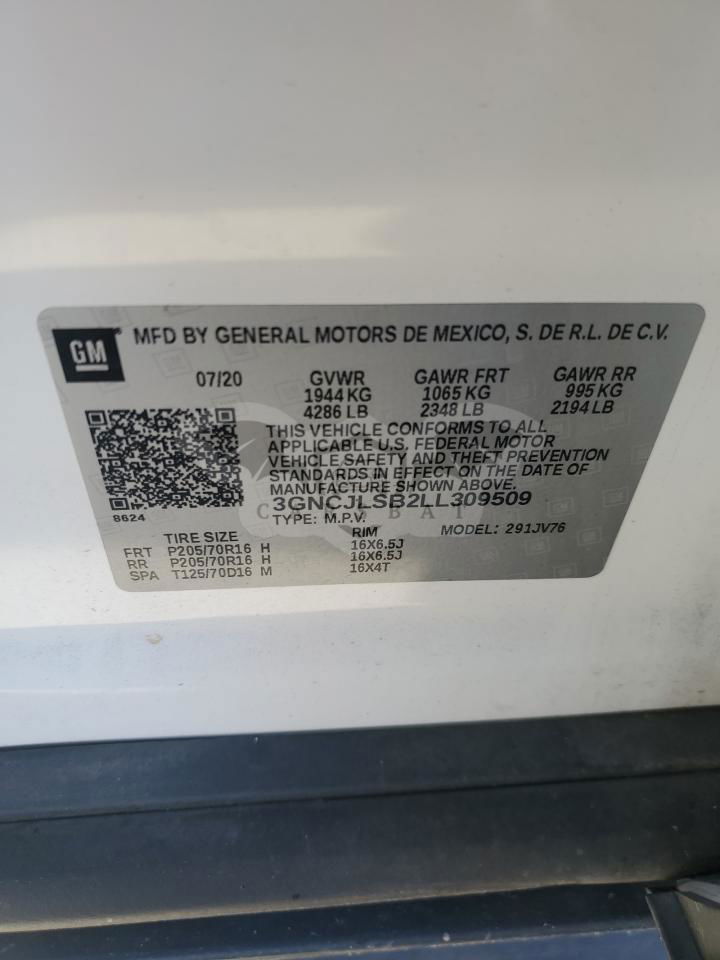 GM MFD BY GENERAL MOTORS DE MEXICO, S. DE R.L. DE C.V.
07/20 GVWR GAWR FRT GAWR RR
1944 KG 1065 KG 995 KG
4286 LB 2348 LB 2194 LB
THIS VEHICLE CONFORMS TO ALL
APPLICABLE U.S. FEDERAL MOTOR
VEHICLE SAFETY AND THEFT PREVENTION
STANDARDS IN EFFECT ON THE DATE OF
MANUFACTURE SHOWN ABOVE.
3GNCJLSB2LL309509
8624
TYPE: M.P.V. MODEL: 291JV76
TIRE SIZE RIM
FRT P205/70R16 H 16X6.5J
RR P205/70R16 H 16X6.5J
SPA T125/70D16 M 16X4T